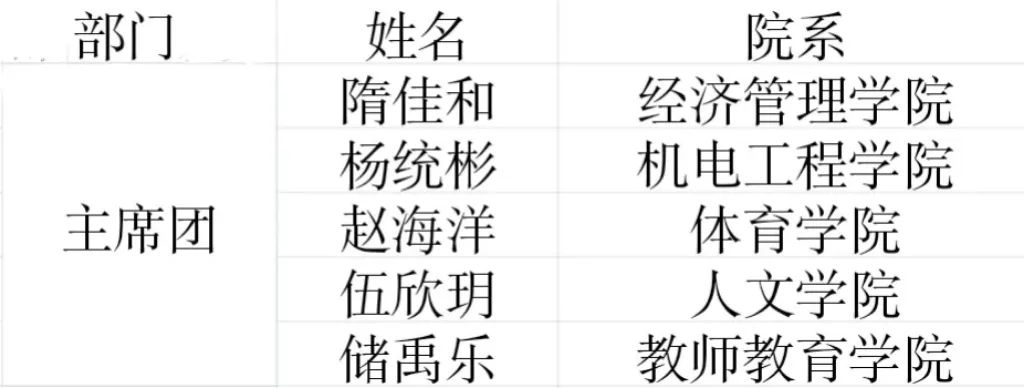 部门 姓名 院系
隋佳和 经济管理学院
杨统彬 机电工程学院
主席团 赵海洋 体育学院
伍欣玥 人文学院
储禹乐 教师教育学院